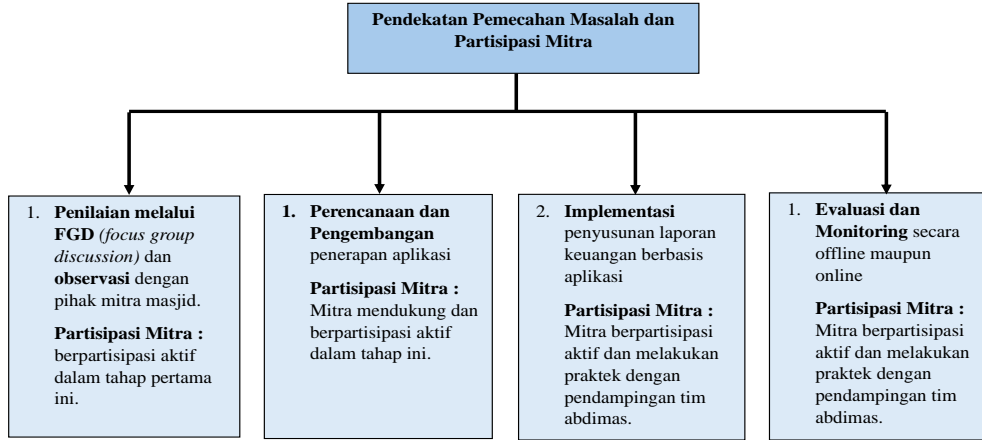 Pendekatan Pemecahan Masalah dan
Partisipasi Mitra
1. Penilaian melalui
FGD (focus group
discussion) dan
observasi dengan
pihak mitra masjid.
Partisipasi Mitra :
berpartisipasi aktif
dalam tahap pertama
ini.
1. Perencanaan dan
Pengembangan
penerapan aplikasi
Partisipasi Mitra :
Mitra mendukung dan
berpartisipasi aktif
dalam tahap ini.
2. Implementasi
penyusunan laporan
keuangan berbasis
aplikasi
Partisipasi Mitra :
Mitra berpartisipasi
aktif dan melakukan
praktek dengan
pendampingan tim
abdimas.
1. Evaluasi dan
Monitoring secara
offline maupun
online
Partisipasi Mitra :
Mitra berpartisipasi
aktif dan melakukan
praktek dengan
pendampingan tim
abdimas.